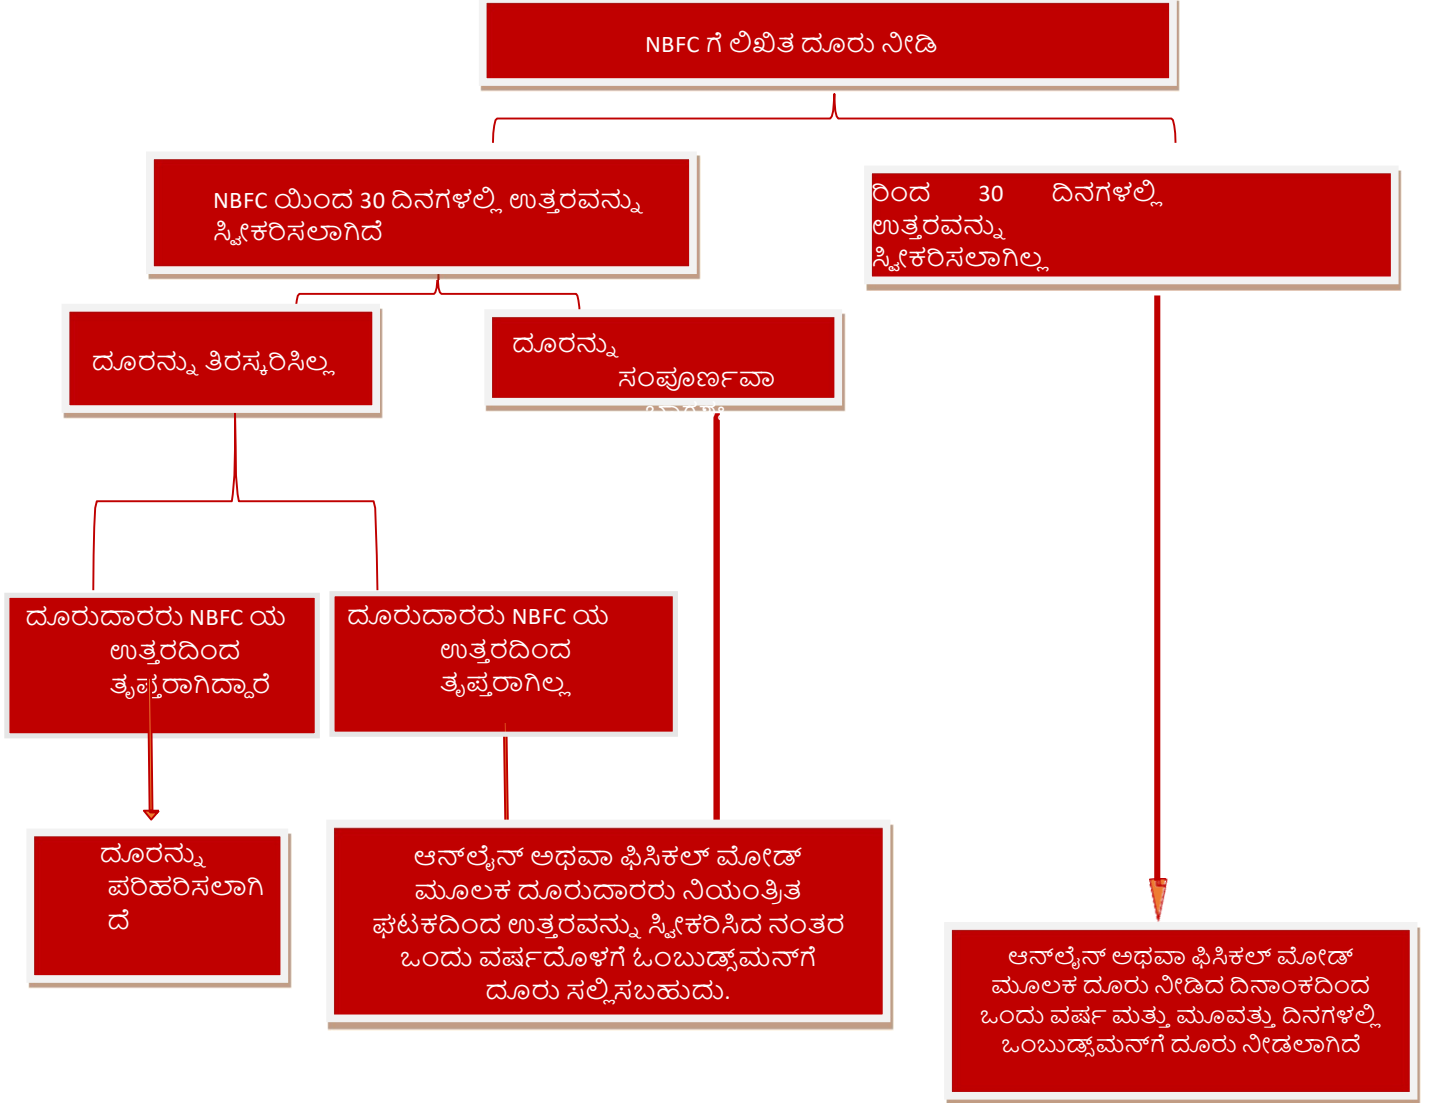 NBFC ಗೆ ಲಿಖಿತ ದೂರು ನೀಡಿ
NBFC ಯಿಂದ 30 ದಿನಗಳಲ್ಲಿ ಉತ್ತರವನ್ನು
ಸ್ವೀಕರಿಸಲಾಗಿದೆ
ರಿಂದ 30 ದಿನಗಳಲ್ಲಿ
ಉತ್ತರವನ್ನು
ಸ್ವೀಕರಿಸಲಾಗಿಲ್ಲ
ದೂರನ್ನು ತಿರಸ್ಕರಿಸಿಲ್ಲ
ದೂರನ್ನು
ಸಂಪೂರ್ಣವಾ
ದೂರುದಾರರು NBFC ಯ
ಉತ್ತರದಿಂದ
ತೃಪ್ತರಾಗಿದ್ದಾರೆ
ದೂರುದಾರರು NBFC ಯ
ಉತ್ತರದಿಂದ
ತೃಪ್ತರಾಗಿಲ್ಲ
ದೂರನ್ನು
ಪರಿಹರಿಸಲಾಗಿ
ದೆ
ಆನ್‌ಲೈನ್ ಅಥವಾ ಫಿಸಿಕಲ್ ಮೋಡ್
ಮೂಲಕ ದೂರುದಾರರು ನಿಯಂತ್ರಿತ
ಘಟಕದಿಂದ ಉತ್ತರವನ್ನು ಸ್ವೀಕರಿಸಿದ ನಂತರ
ಒಂದು ವರ್ಷದೊಳಗೆ ಓಂಬುಡ್ಸ್‌ಮನ್‌ಗೆ
ದೂರು ಸಲ್ಲಿಸಬಹುದು.
ಆನ್‌ಲೈನ್ ಅಥವಾ ಫಿಸಿಕಲ್ ಮೋಡ್
ಮೂಲಕ ದೂರು ನೀಡಿದ ದಿನಾಂಕದಿಂದ
ಒಂದು ವರ್ಷ ಮತ್ತು ಮೂವತ್ತು ದಿನಗಳಲ್ಲಿ
ಒಂಬುಡ್ಸ್‌ಮನ್‌ಗೆ ದೂರು ನೀಡಲಾಗಿದೆ